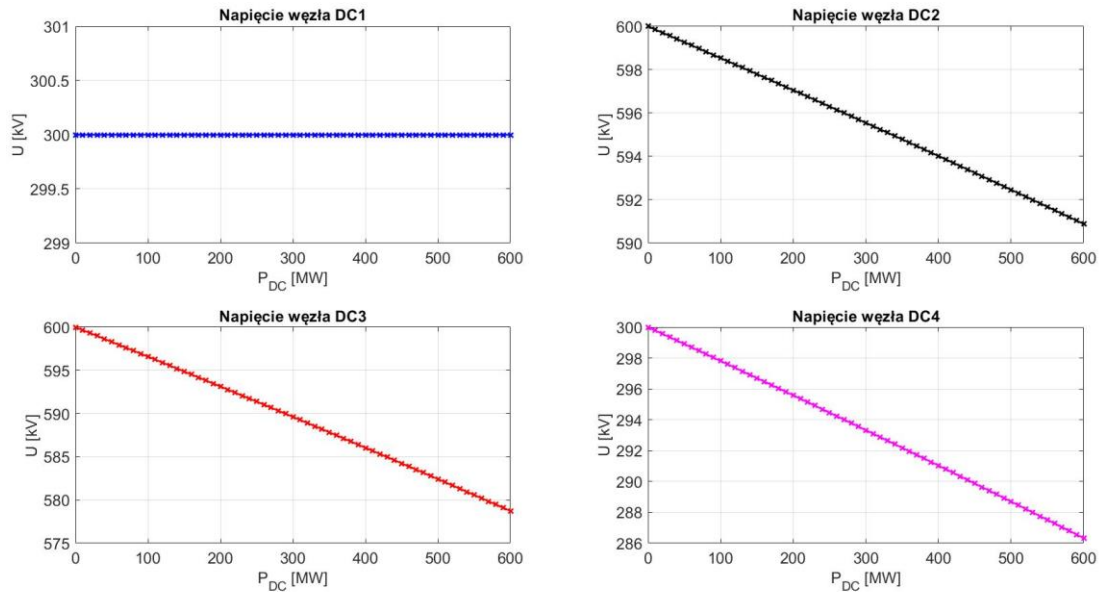 Napięcie węzła DC1
301
300.5
300
299.5
299
U [kV]
0 100 200 300 400 500 600
P_DC [MW]
Napięcie węzła DC2
600
598
596
594
592
590
U [kV]
0 100 200 300 400 500 600
P_DC [MW]
Napięcie węzła DC3
600
595
590
585
580
575
U [kV]
0 100 200 300 400 500 600
P_DC [MW]
Napięcie węzła DC4
300
298
296
294
292
290
288
286
U [kV]
0 100 200 300 400 500 600
P_DC [MW]